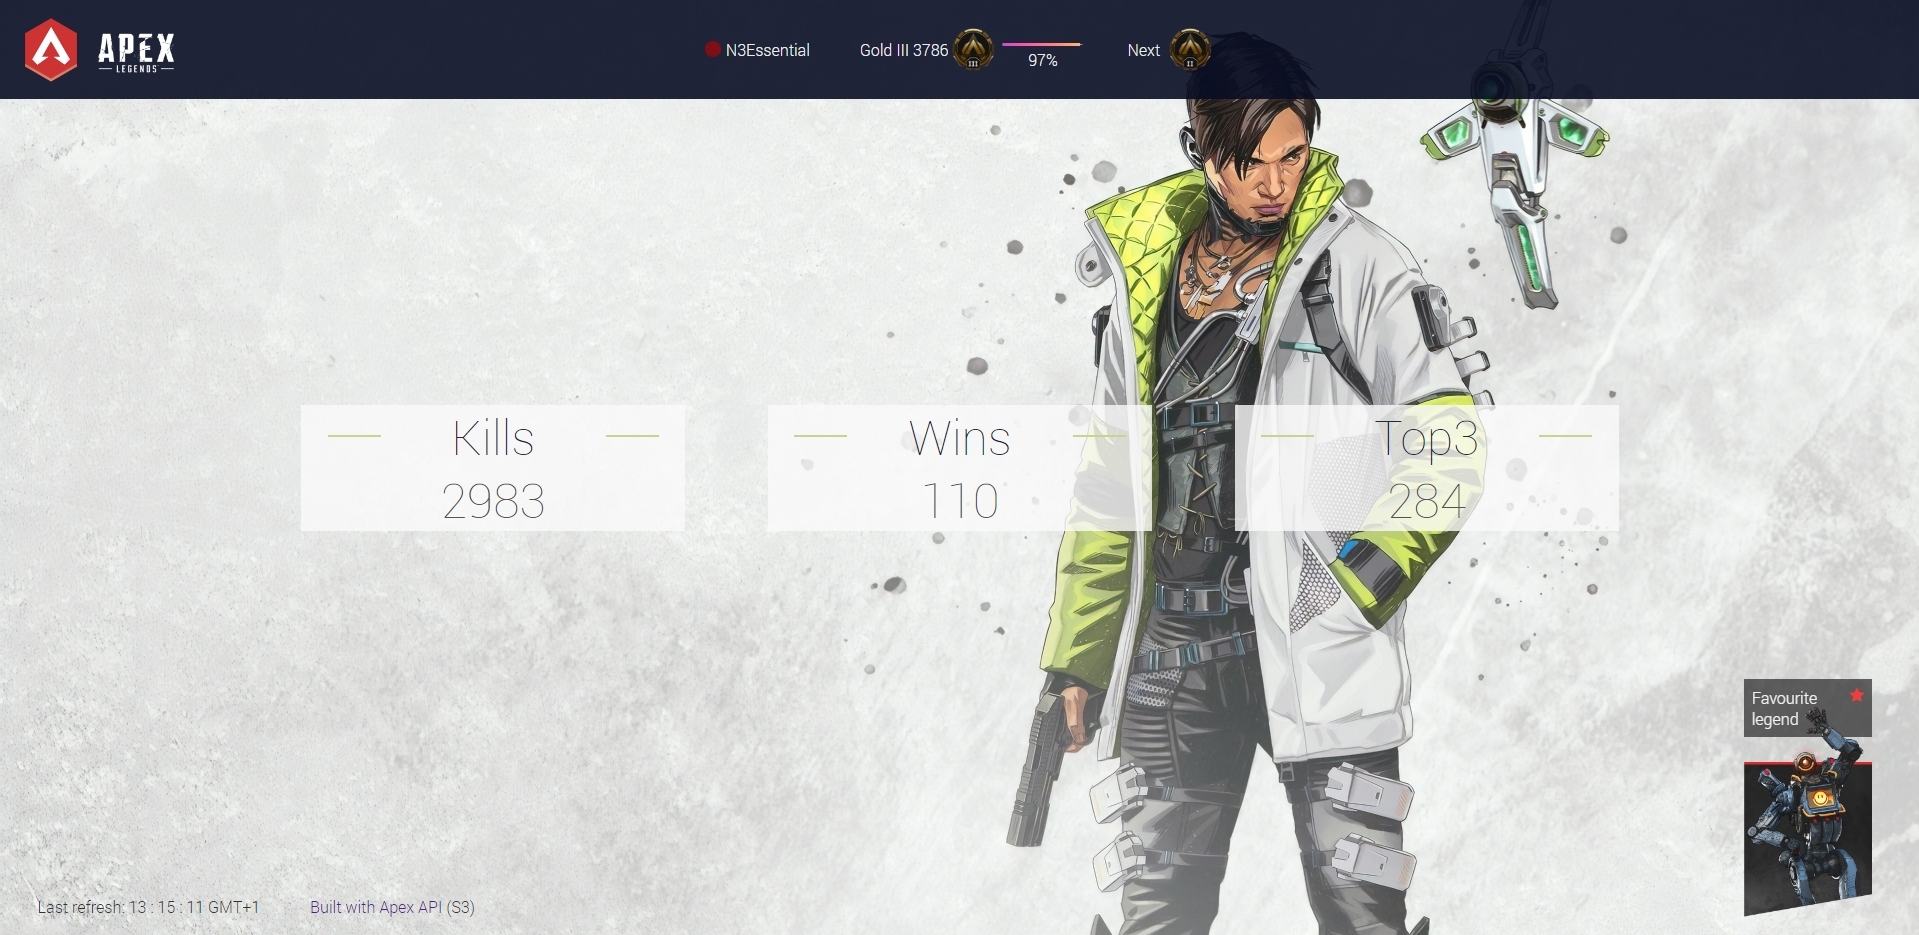 APEX
LEGENDS
N3Essential
Gold III 3786
III
97%
Next
II
Kills
2983
Wins
110
Top3
284
Favourite
legend
Last refresh: 13 : 15 : 11 GMT+1
Built with Apex API (S3)